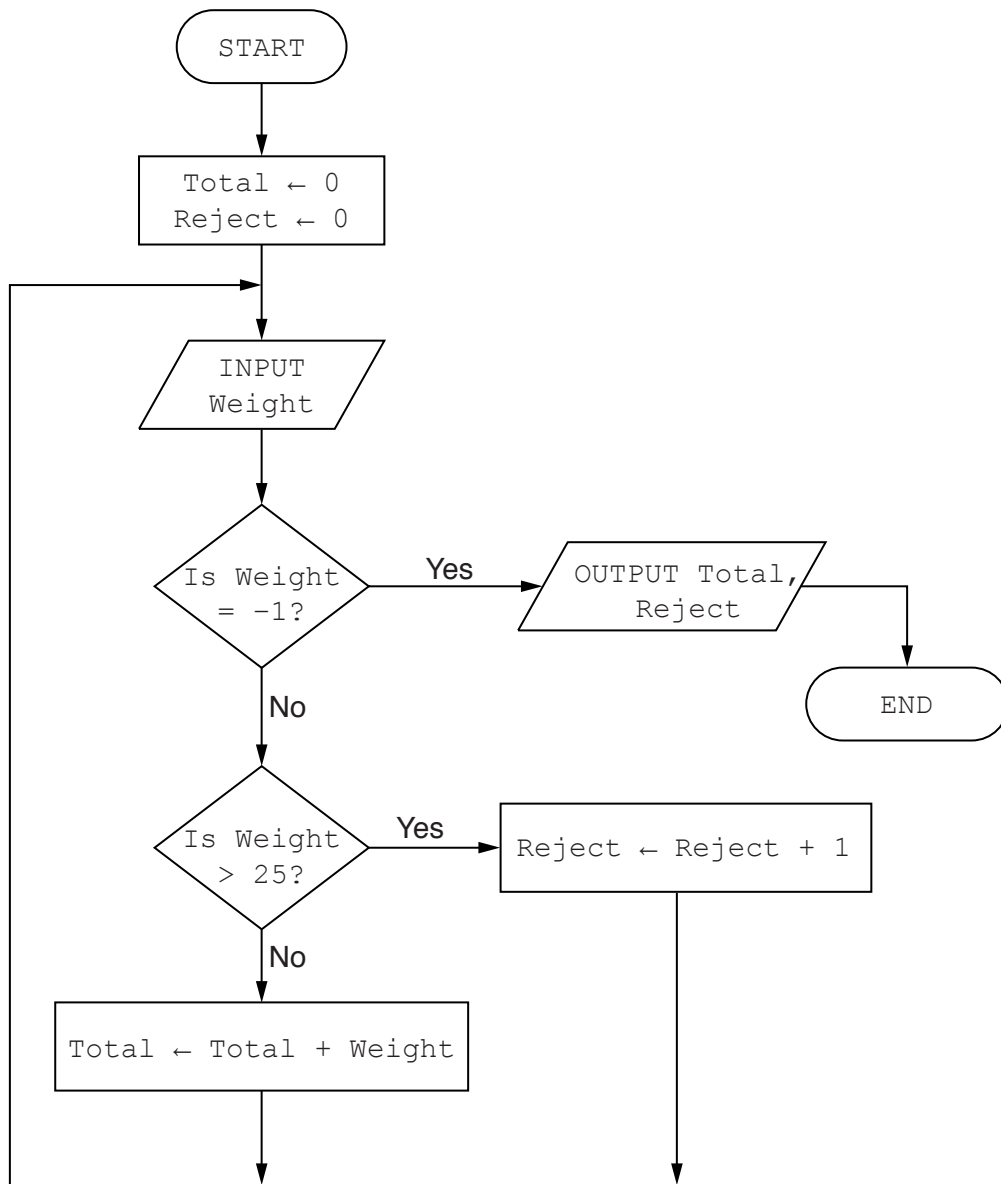 START
Total ← 0
Reject ← 0
INPUT
Weight
Is Weight
= –1?
Yes
OUTPUT Total,
Reject
END
No
Is Weight
> 25?
Yes
Reject ← Reject + 1
No
Total ← Total + Weight